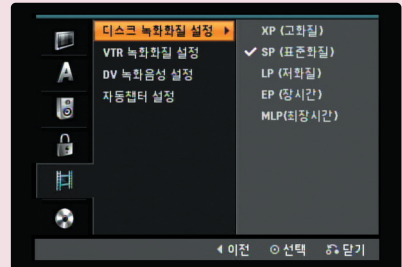 디스크 녹화화질 설정 ▶
VTR 녹화화질 설정
DV 녹화음성 설정
자동챕터 설정
XP (고화질)
✓ SP (표준화질)
LP (저화질)
EP (장시간)
MLP(최장시간)
A
◀ 이전 ⊙ 선택 닫기